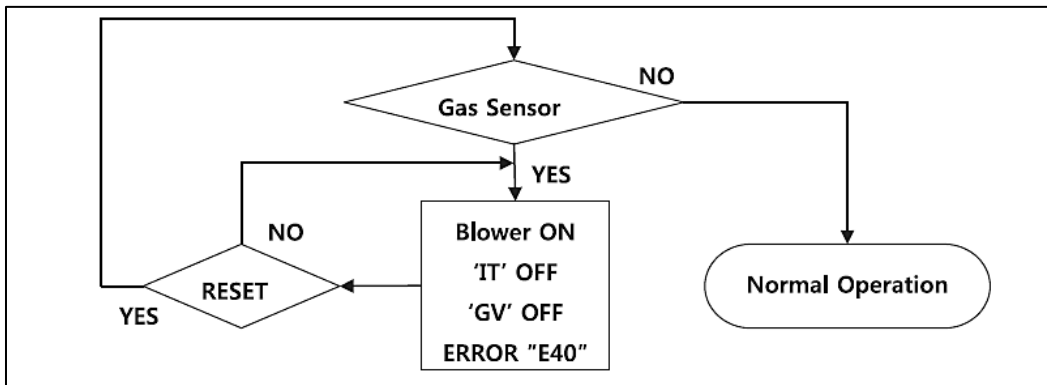 NO
Gas Sensor
YES
Blower ON
'IT' OFF
'GV' OFF
ERROR "E40"
NO
RESET
YES
Normal Operation